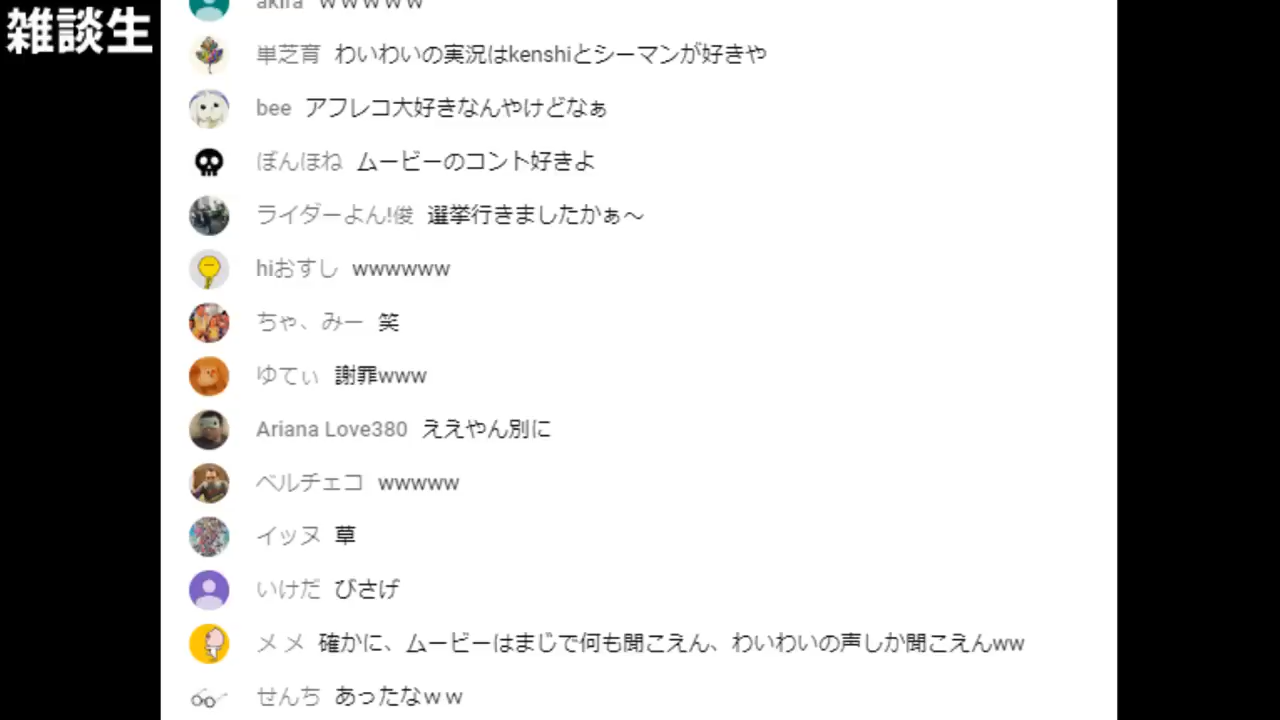 雑談生
akira ｗｗｗｗｗ
単芝育 わいわいの実況はkenshiとシーマンが好きや
bee アフレコ大好きなんやけどなぁ
ぼんほね ムービーのコント好きよ
ライダーよん!俊 選挙行きましたかぁ〜
hiおすし wwwwww
ちゃ、みー 笑
ゆてぃ 謝罪www
Ariana Love380 ええやん別に
ベルチェコ wwwww
イッヌ 草
いけだ びさげ
メメ 確かに、ムービーはまじで何も聞こえん、わいわいの声しか聞こえんww
せんち あったなｗｗ